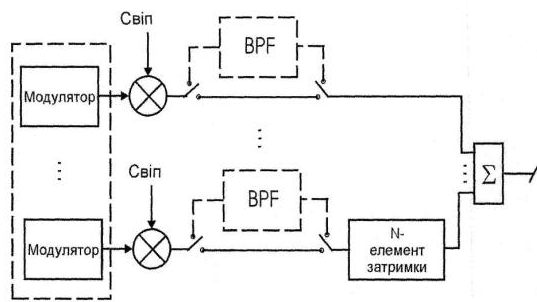 Свіп
BPF
Модулятор
Σ
Свіп
BPF
Модулятор
N-
елемент
затримки